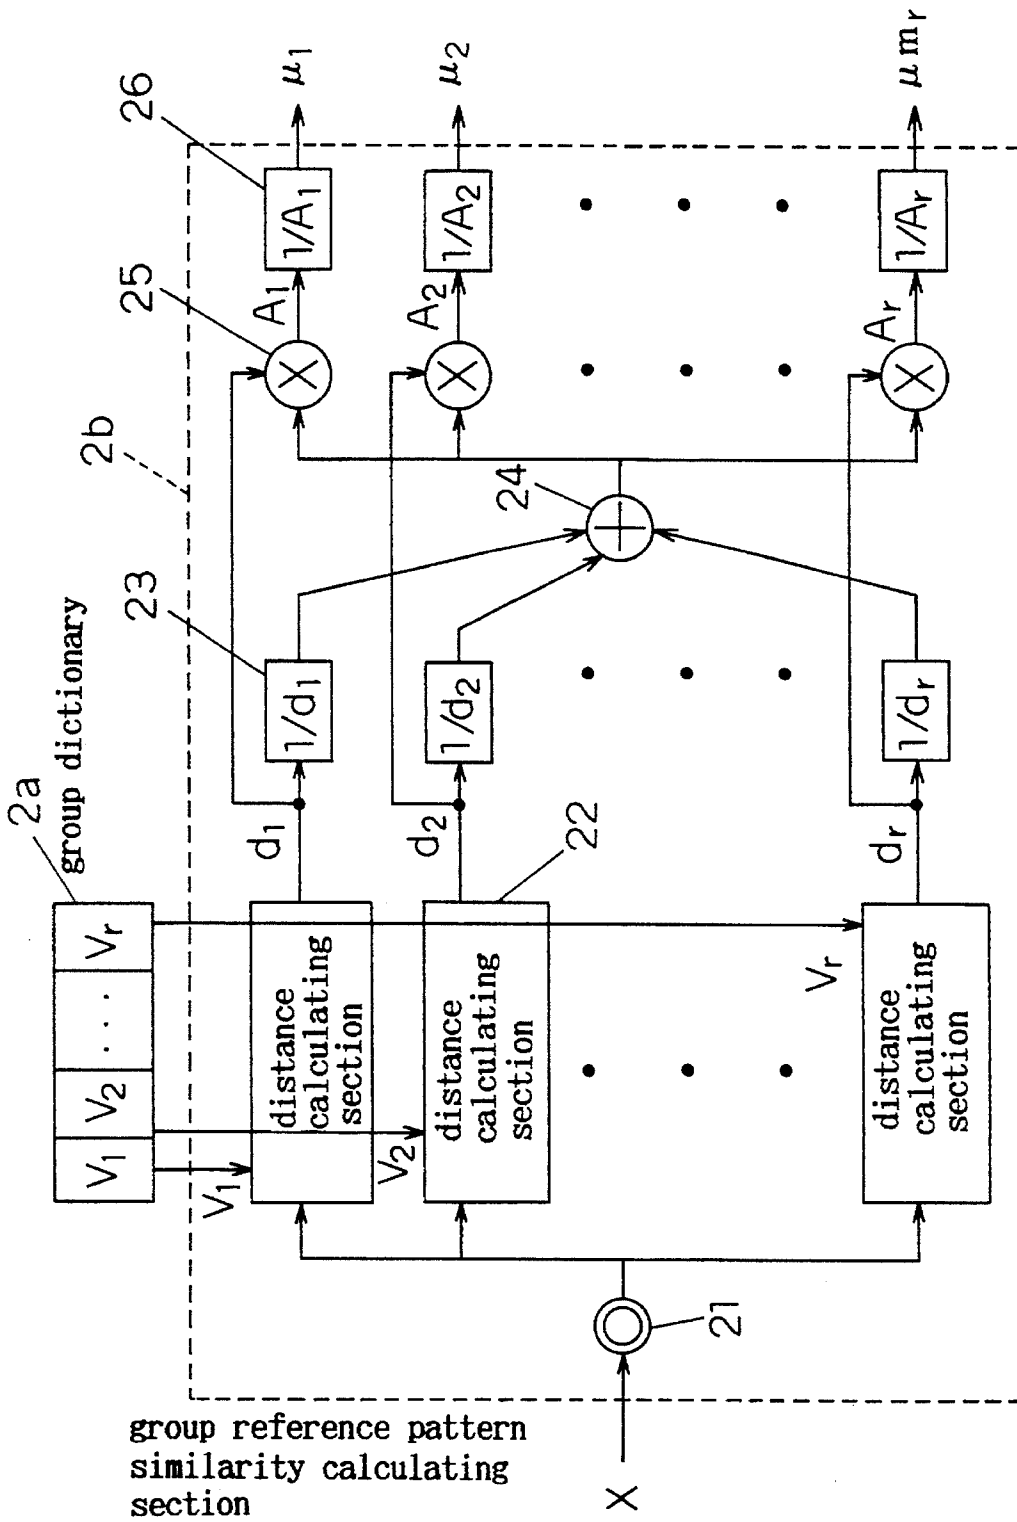 2a
group dictionary
V1 V2 ··· Vr
2b
group reference pattern
similarity calculating
section
X
21
V1
distance
calculating
section
d1
23
1/d1
25
A1
26
1/A1
μ1
V2
distance
calculating
section
22
d2
1/d2
24
A2
1/A2
μ2
Vr
distance
calculating
section
dr
1/dr
Ar
1/Ar
μmr